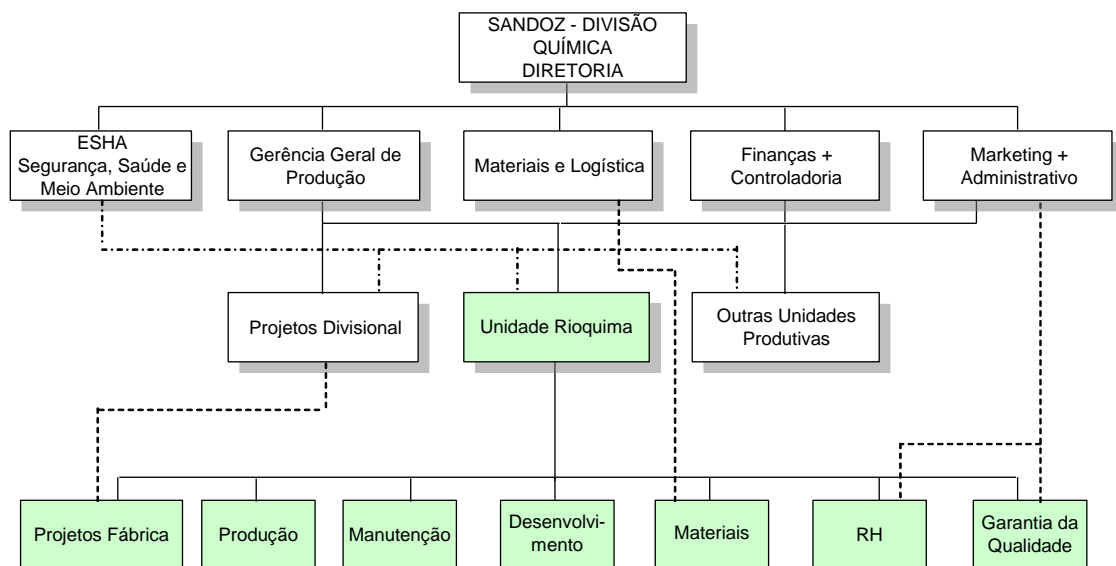 SANDOZ - DIVISÃO
QUÍMICA
DIRETORIA
ESHA
Segurança, Saúde e
Meio Ambiente
Gerência Geral de
Produção
Materiais e Logística
Finanças +
Controladoria
Marketing +
Administrativo
Projetos Divisional
Unidade Rioquima
Outras Unidades
Produtivas
Projetos Fábrica
Produção
Manutenção
Desenvolvi-
mento
Materiais
RH
Garantia da
Qualidade